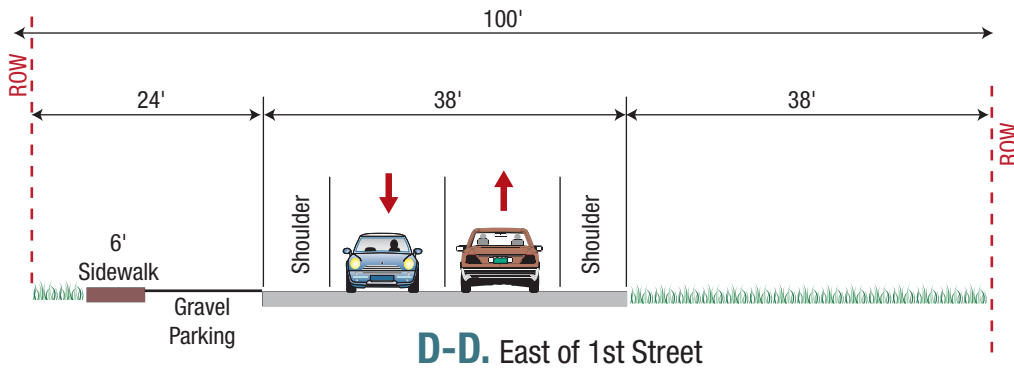 100'
ROW
24'
38'
38'
ROW
Shoulder
Shoulder
6'
Sidewalk
Gravel
Parking
D-D. East of 1st Street